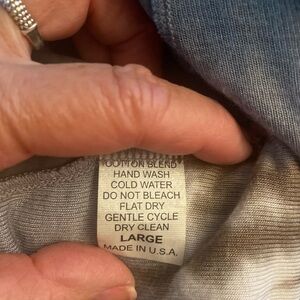 COTTON BLEND
HAND WASH
COLD WATER
DO NOT BLEACH
FLAT DRY
GENTLE CYCLE
DRY CLEAN
LARGE
MADE IN U.S.A.